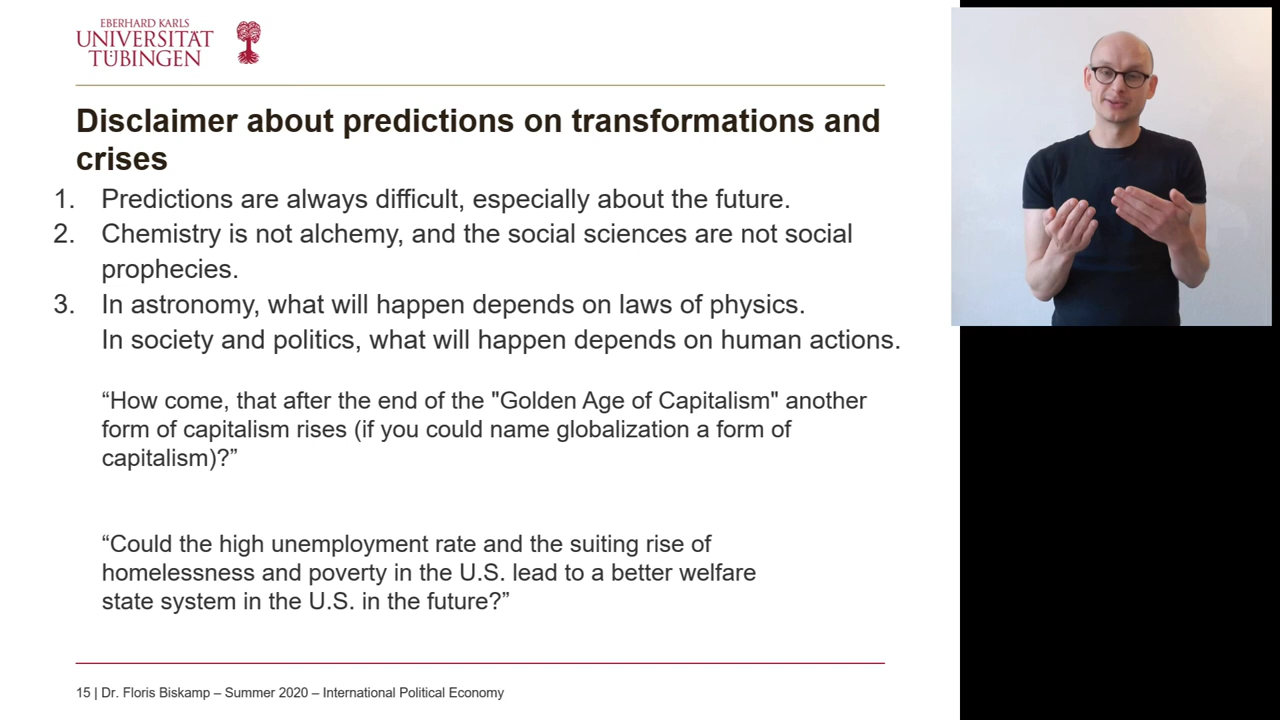 EBERHARD KARLS
UNIVERSITÄT
TÜBINGEN
Disclaimer about predictions on transformations and
crises
1. Predictions are always difficult, especially about the future.
2. Chemistry is not alchemy, and the social sciences are not social
prophecies.
3. In astronomy, what will happen depends on laws of physics.
In society and politics, what will happen depends on human actions.
“How come, that after the end of the "Golden Age of Capitalism" another
form of capitalism rises (if you could name globalization a form of
capitalism)?”
“Could the high unemployment rate and the suiting rise of
homelessness and poverty in the U.S. lead to a better welfare
state system in the U.S. in the future?”
15 | Dr. Floris Biskamp – Summer 2020 – International Political Economy